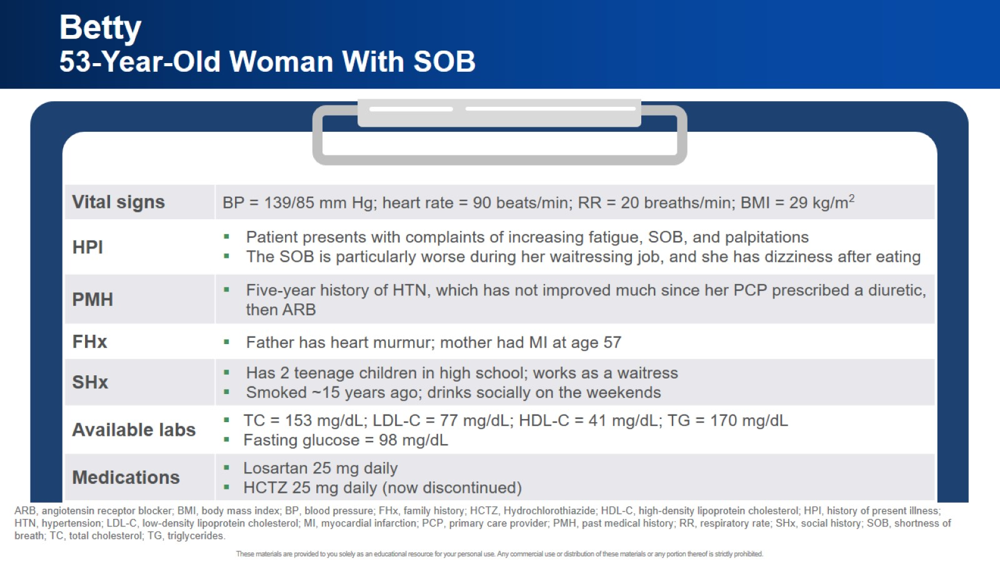 Betty
53-Year-Old Woman With SOB
Vital signs
BP = 139/85 mm Hg; heart rate = 90 beats/min; RR = 20 breaths/min; BMI = 29 kg/m²
HPI
▪ Patient presents with complaints of increasing fatigue, SOB, and palpitations
▪ The SOB is particularly worse during her waitressing job, and she has dizziness after eating
PMH
▪ Five-year history of HTN, which has not improved much since her PCP prescribed a diuretic,
then ARB
FHx
▪ Father has heart murmur; mother had MI at age 57
SHx
▪ Has 2 teenage children in high school; works as a waitress
▪ Smoked ~15 years ago; drinks socially on the weekends
Available labs
▪ TC = 153 mg/dL; LDL-C = 77 mg/dL; HDL-C = 41 mg/dL; TG = 170 mg/dL
▪ Fasting glucose = 98 mg/dL
Medications
▪ Losartan 25 mg daily
▪ HCTZ 25 mg daily (now discontinued)
ARB, angiotensin receptor blocker; BMI, body mass index; BP, blood pressure; FHx, family history; HCTZ, Hydrochlorothiazide; HDL-C, high-density lipoprotein cholesterol; HPI, history of present illness;
HTN, hypertension; LDL-C, low-density lipoprotein cholesterol; MI, myocardial infarction; PCP, primary care provider; PMH, past medical history; RR, respiratory rate; SHx, social history; SOB, shortness of
breath; TC, total cholesterol; TG, triglycerides.
These materials are provided to you solely as an educational resource for your personal use. Any commercial use or distribution of these materials or any portion thereof is strictly prohibited.